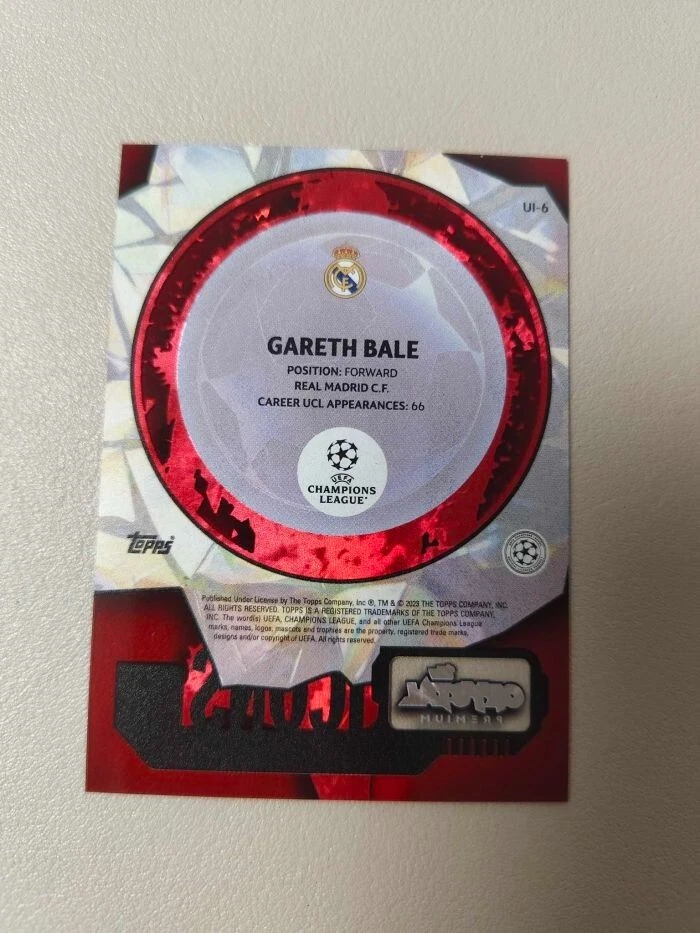 UI-6
GARETH BALE
POSITION: FORWARD
REAL MADRID C.F.
CAREER UCL APPEARANCES: 66
UEFA
CHAMPIONS
LEAGUE
Topps
Published Under License by The Topps Company, Inc ®, TM & © 2023 THE TOPPS COMPANY, INC.
ALL RIGHTS RESERVED. TOPPS IS A REGISTERED TRADEMARKS OF THE TOPPS COMPANY,
INC. The word(s) UEFA, CHAMPIONS LEAGUE, and all other UEFA Champions League
marks, names, logos, mascots and trophies are the property, registered trade marks,
designs and/or copyright of UEFA. All rights reserved.
PREMIUM